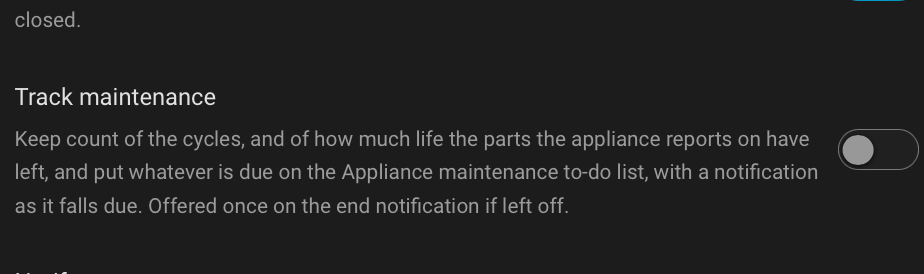 closed.
Track maintenance
Keep count of the cycles, and of how much life the parts the appliance reports on have
left, and put whatever is due on the Appliance maintenance to-do list, with a notification
as it falls due. Offered once on the end notification if left off.